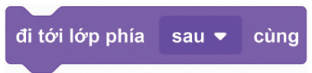 đi tới lớp phía sau cùng